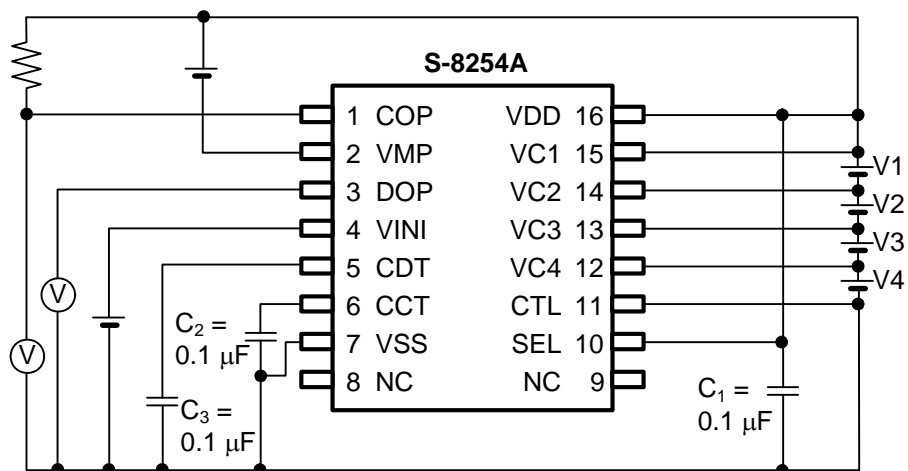 S-8254A
1 COP VDD 16
2 VMP VC1 15
3 DOP VC2 14
4 VINI VC3 13
5 CDT VC4 12
6 CCT CTL 11
7 VSS SEL 10
8 NC NC 9
V1
V2
V3
V4
V
V
C2 =
0.1 μF
C3 =
0.1 μF
C1 =
0.1 μF